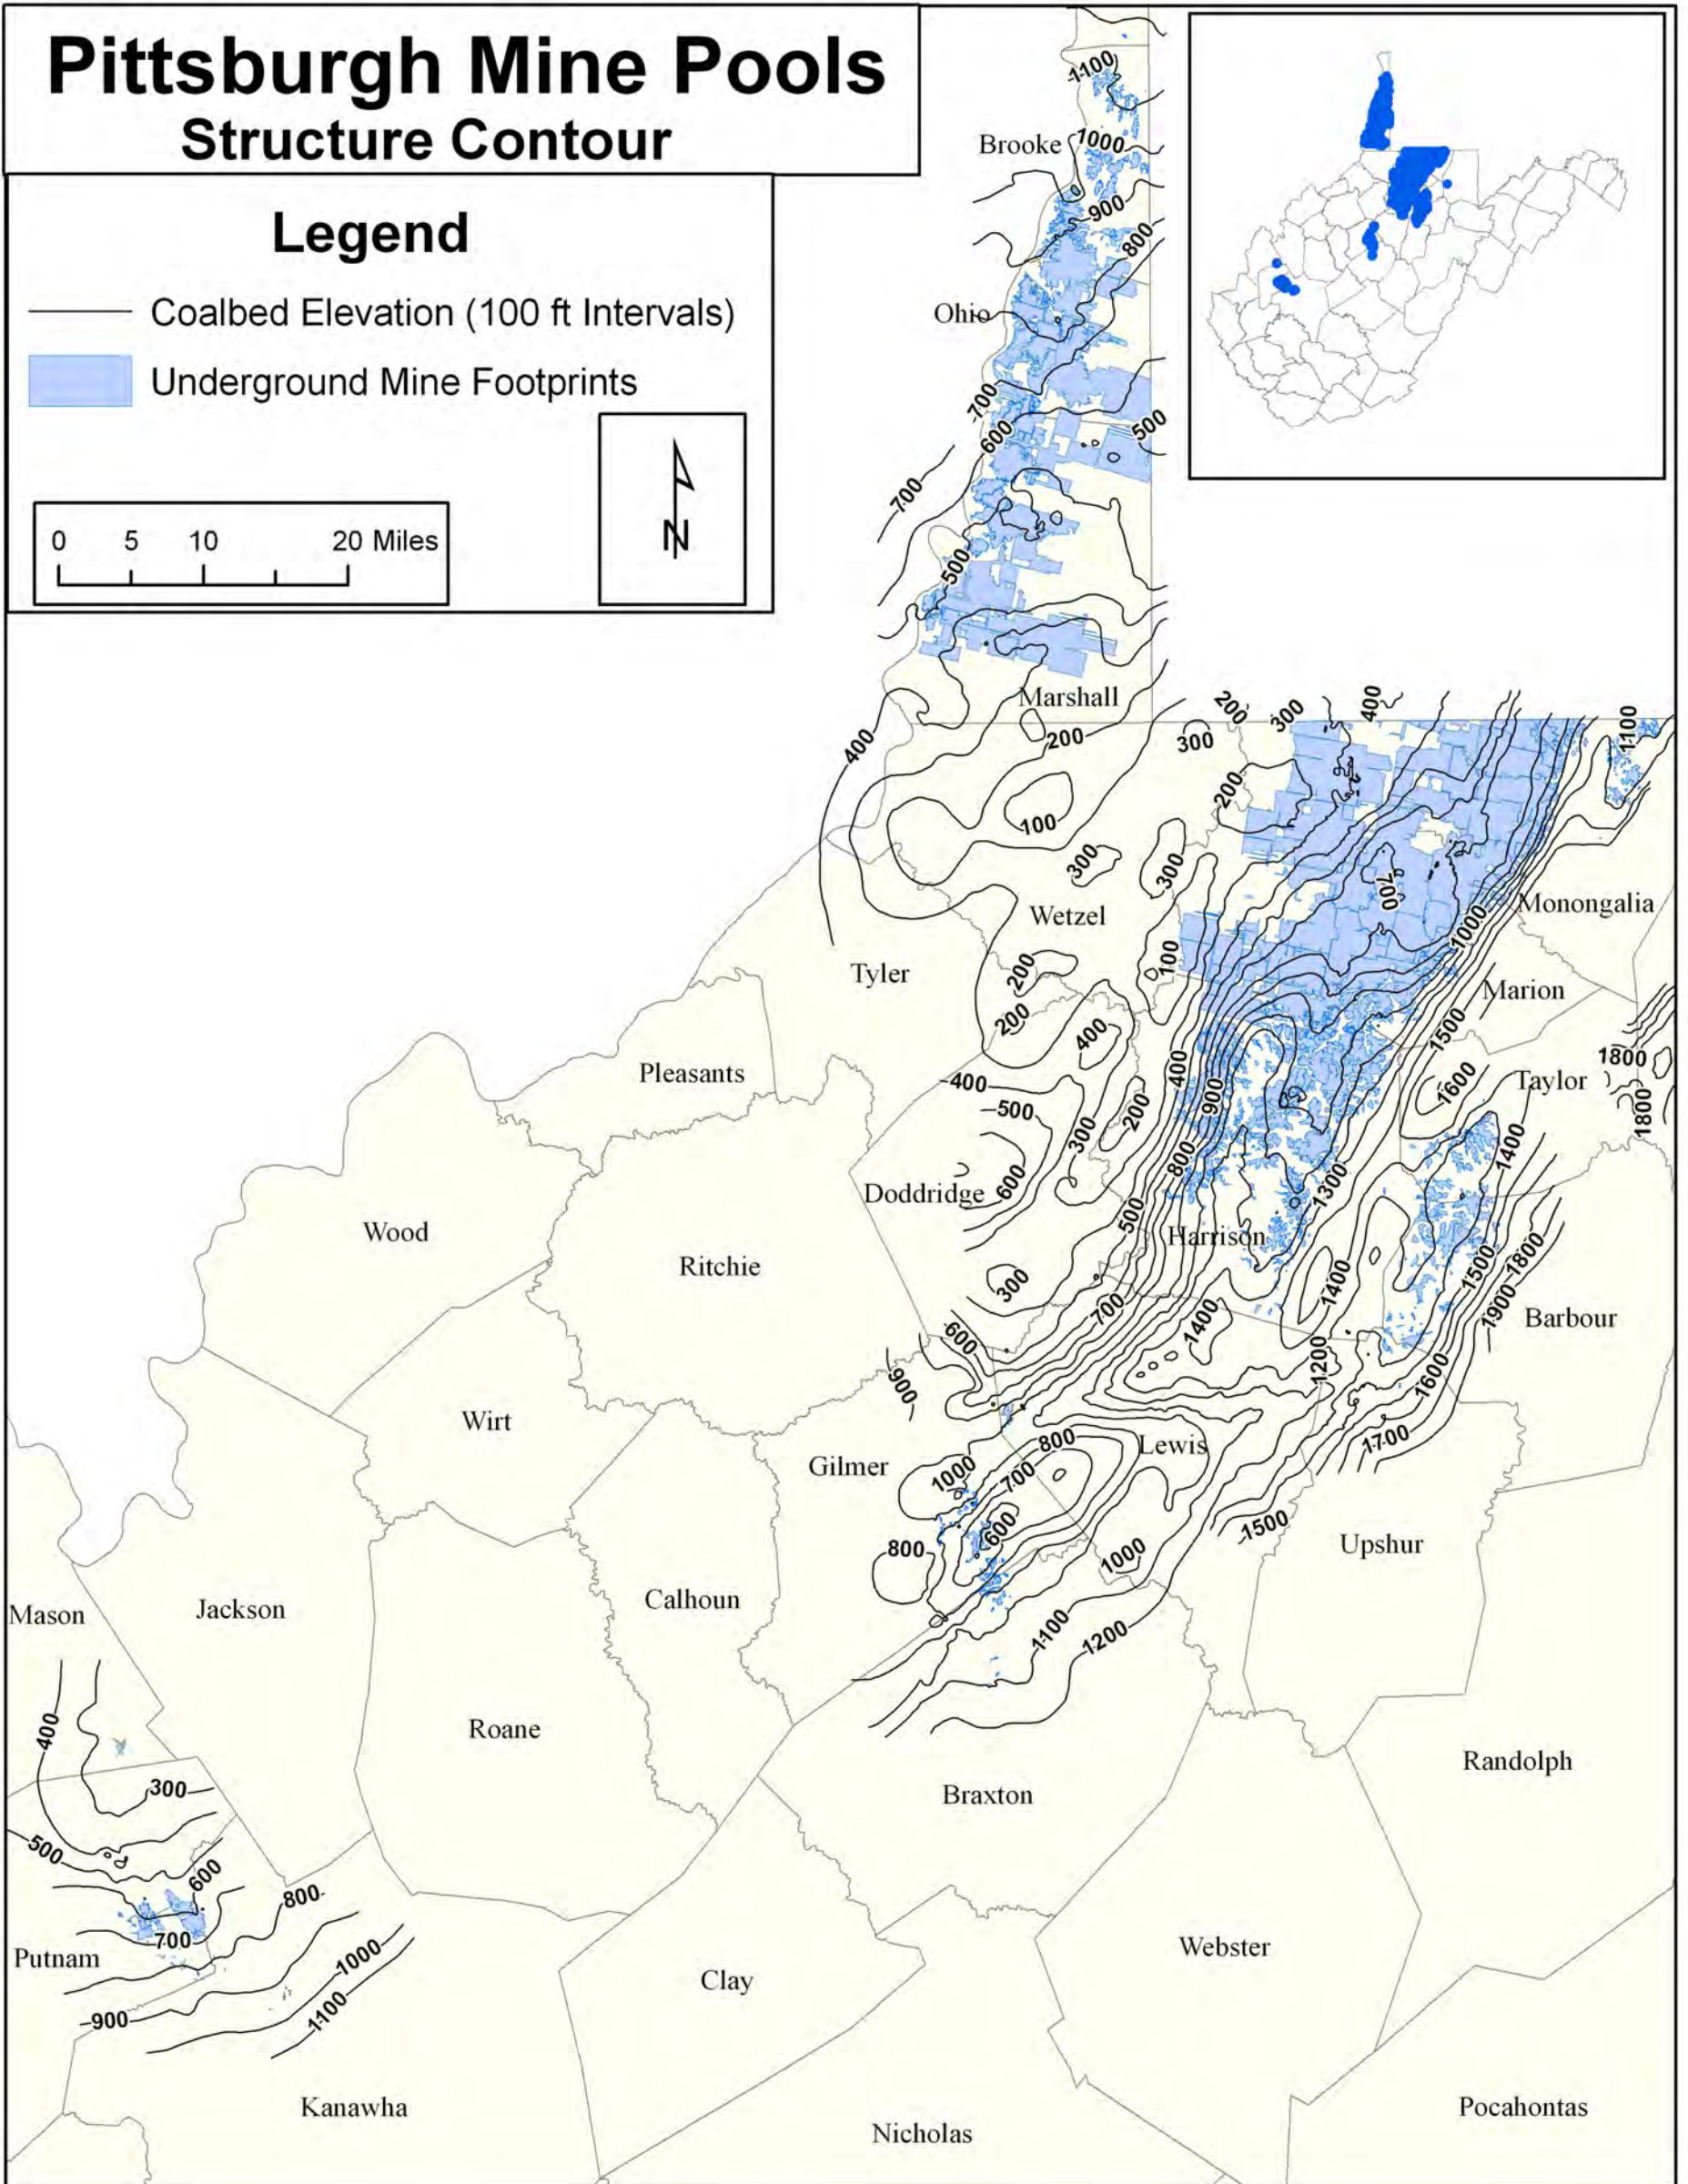 Pittsburgh Mine Pools
Structure Contour
Legend
Coalbed Elevation (100 ft Intervals)
Underground Mine Footprints
0 5 10 20 Miles
N
1100
Brooke
1000
900
800
Ohio
700
600
500
700
500
Marshall
200
300
400
1100
400
200
300
200
100
300
300
700
Wetzel
Monongalia
1000
Tyler
200
100
Marion
200
400
1500
Pleasants
400
400
900
1600
1800
Taylor
500
200
1800
300
1400
600
800
1300
Doddridge
500
Wood
Harrison
Ritchie
300
1400
1500
1800
700
1400
1900
Barbour
600
1200
900
1600
Wirt
Gilmer
800
Lewis
1700
1000
700
600
1500
800
1000
Upshur
Mason
Jackson
Calhoun
1100
1200
400
Roane
Randolph
300
Braxton
500
600
800
700
Putnam
1000
Webster
Clay
900
1100
Kanawha
Nicholas
Pocahontas